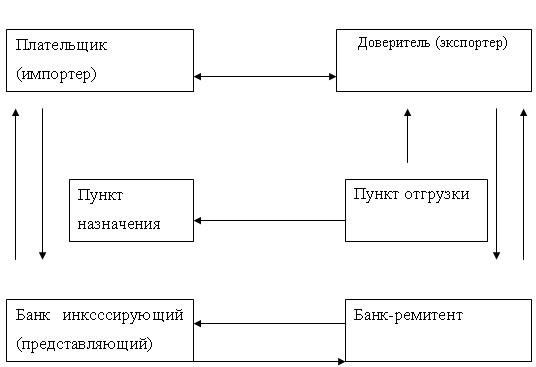 Плательщик
(импортер)
Доверитель (экспортер)
Пункт
назначения
Пункт отгрузки
Банк инксссирующий
(представляющий)
Банк-ремитент